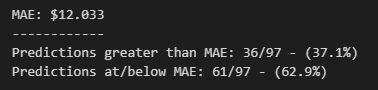 MAE: $12.033
------------
Predictions greater than MAE: 36/97 - (37.1%)
Predictions at/below MAE: 61/97 - (62.9%)